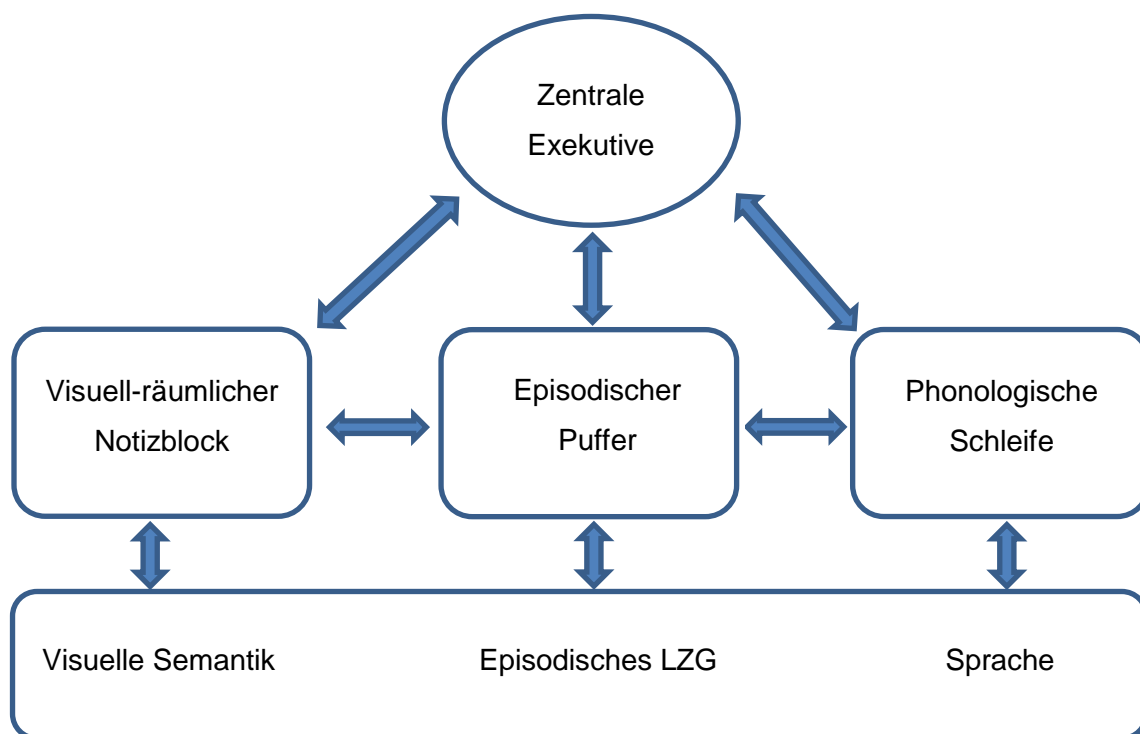 Zentrale
Exekutive
Visuell-räumlicher
Notizblock
Episodischer
Puffer
Phonologische
Schleife
Visuelle Semantik
Episodisches LZG
Sprache